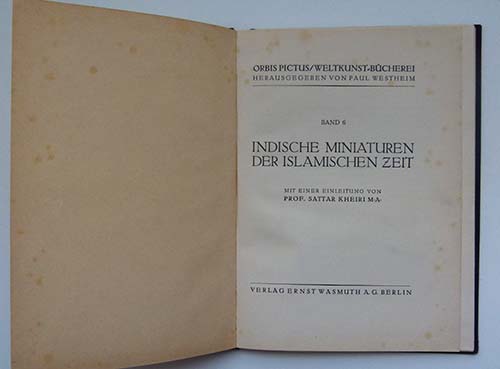 ORBIS PICTUS/WELTKUNST-BÜCHEREI
HERAUSGEGEBEN VON PAUL WESTHEIM
BAND 6
INDISCHE MINIATUREN
DER ISLAMISCHEN ZEIT
MIT EINER EINLEITUNG VON
PROF. SATTAR KHEIRI M·A·
VERLAG ERNST WASMUTH A. G. BERLIN